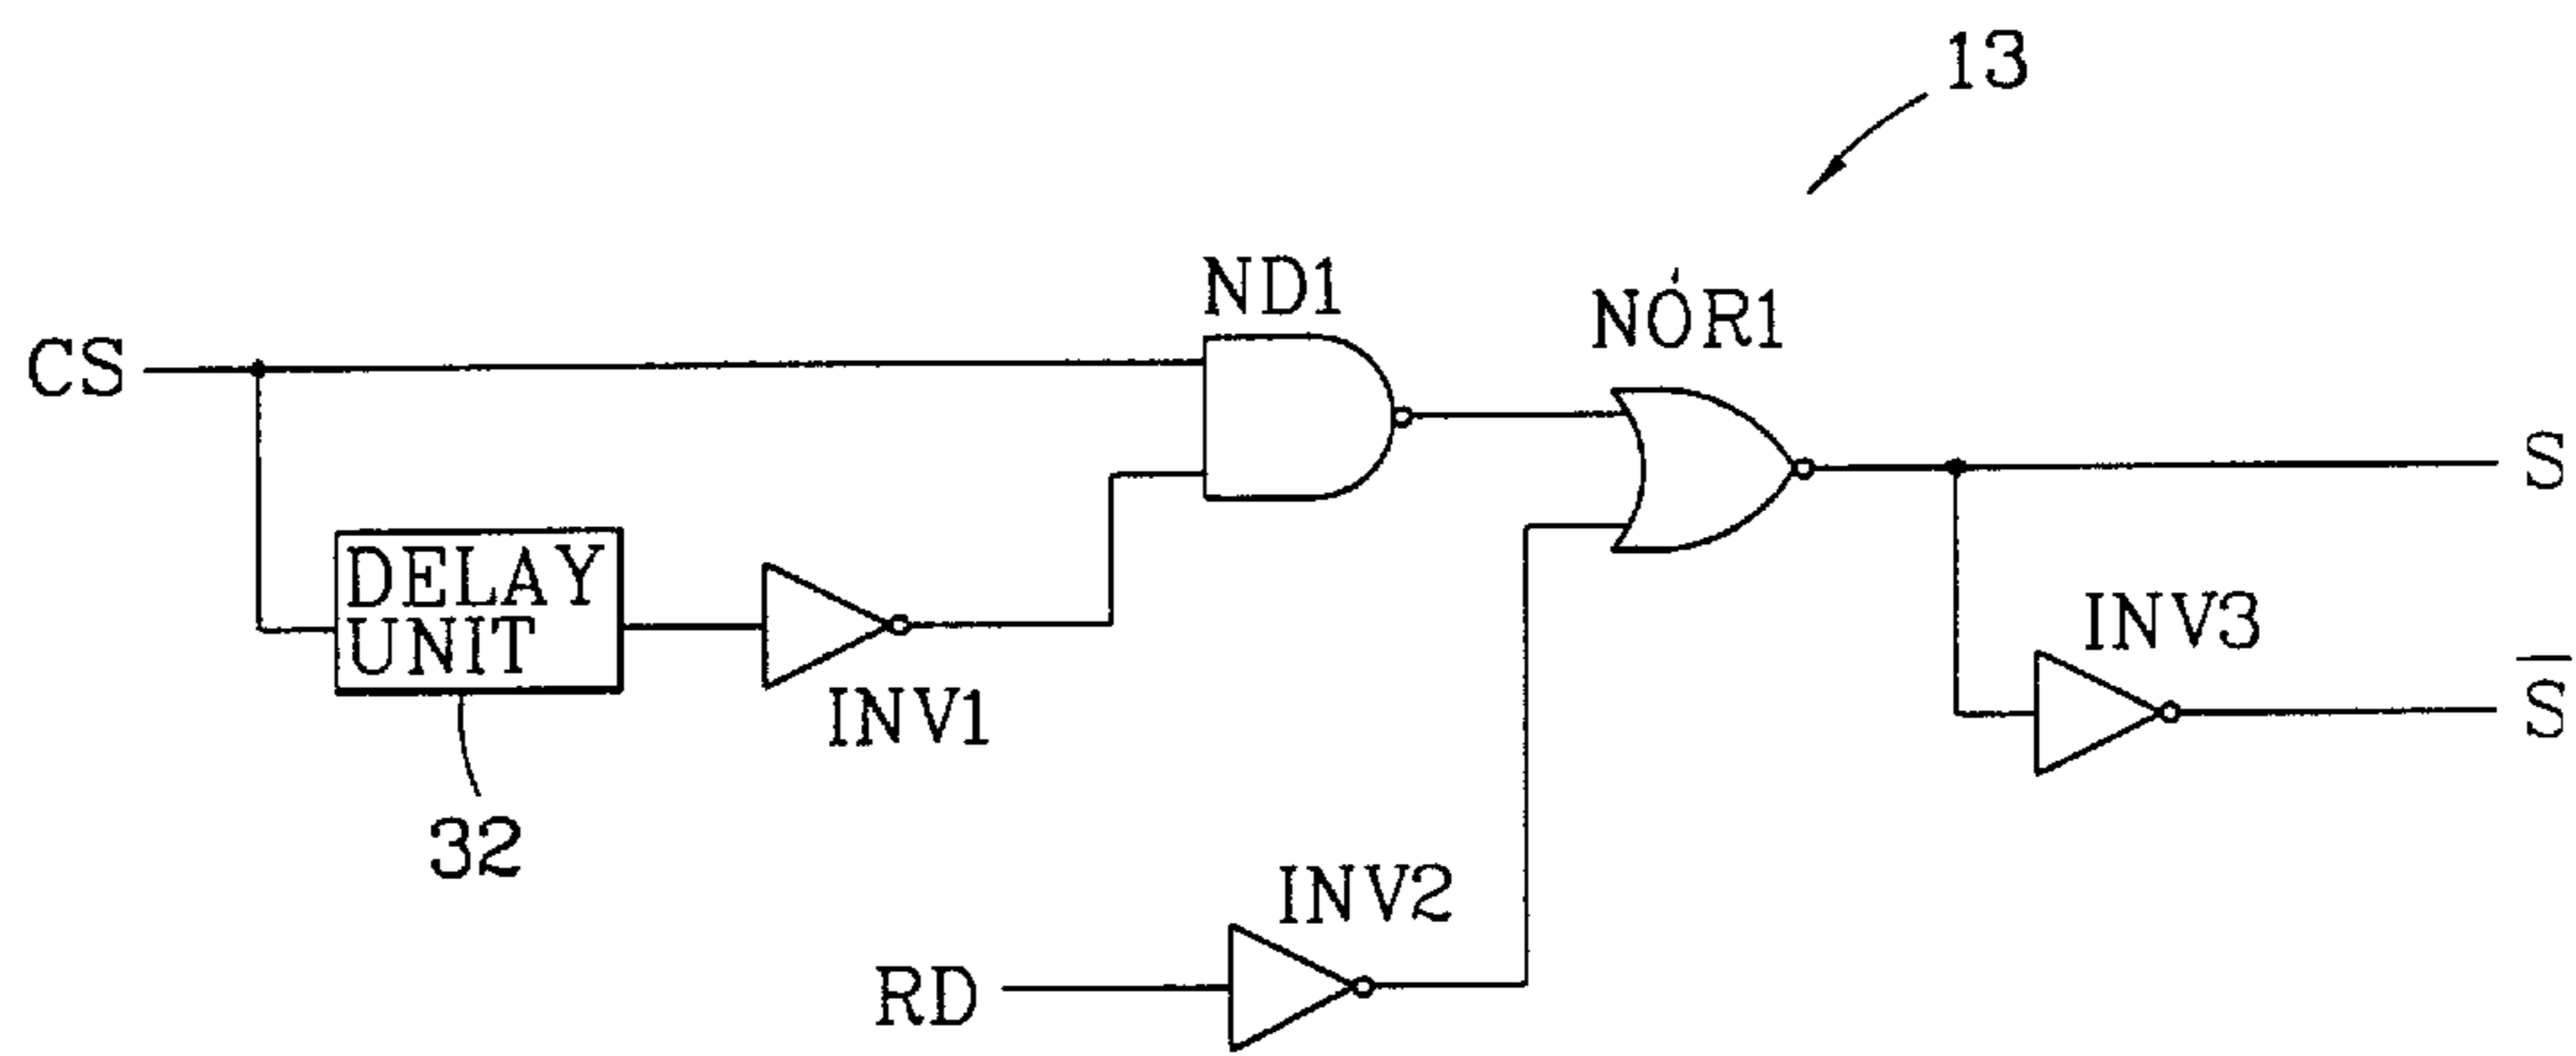 13
ND1
NOR1
CS
S
DELAY
UNIT
INV1
INV3
S̅
32
INV2
RD